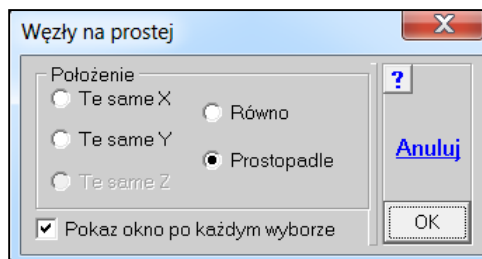 Węzły na prostej
X
Położenie
Te same X
Te same Y
Te same Z
Równo
Prostopadle
Pokaz okno po każdym wyborze
?
Anuluj
OK